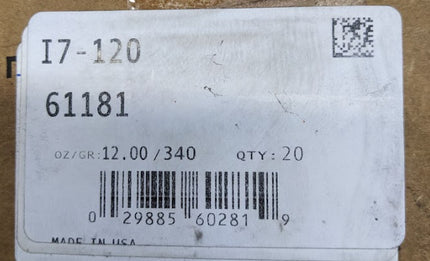 I7-120
61181
OZ/GR:12.00/340 QTY:20
0 29885 60281 9
MADE IN USA